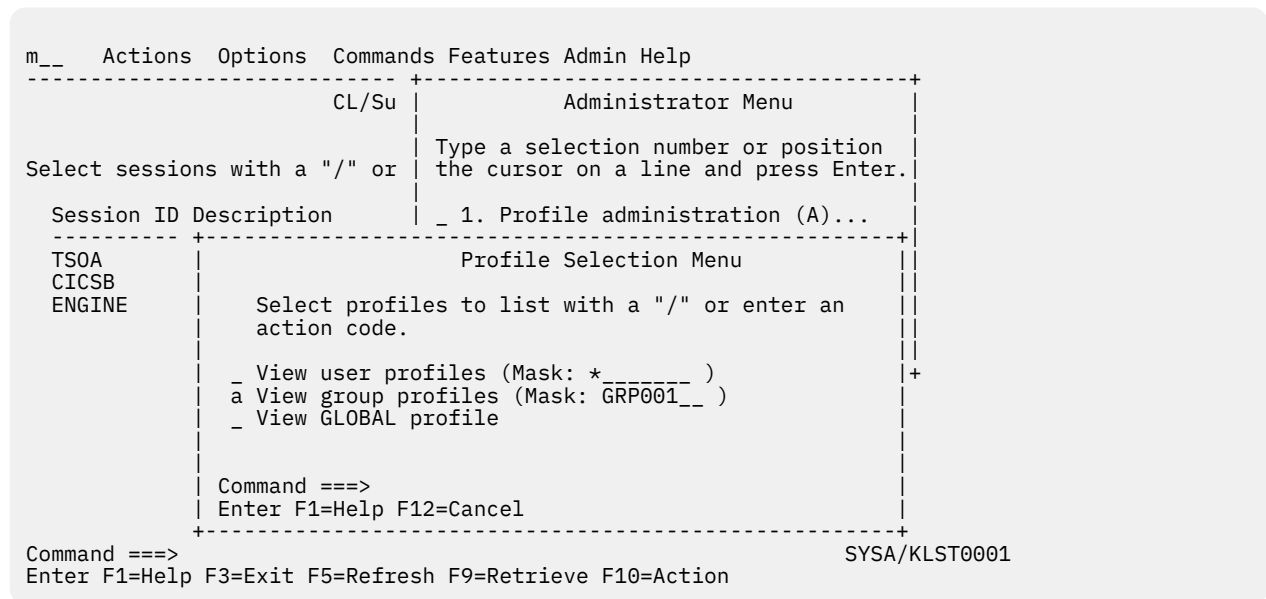 m__   Actions  Options  Commands Features Admin Help
----------------------------- +--------------------------------------+
                        CL/Su |           Administrator Menu         |
                              |                                      |
                              | Type a selection number or position  |
Select sessions with a "/" or | the cursor on a line and press Enter.|
                              |                                      |
  Session ID Description      | _ 1. Profile administration (A)...   |
  ---------- +------------------------------------------------------+|
  TSOA       |                    Profile Selection Menu            ||
  CICSB      |                                                      ||
  ENGINE     |    Select profiles to list with a "/" or enter an    ||
             |    action code.                                      ||
             |                                                      ||
             |  _ View user profiles (Mask: *_______ )              |+
             |  a View group profiles (Mask: GRP001__ )             |
             |  _ View GLOBAL profile                               |
             |                                                      |
             |                                                      |
             | Command ===>                                         |
             | Enter F1=Help F12=Cancel                             |
             +------------------------------------------------------+
Command ===>                                                    SYSA/KLST0001
Enter F1=Help F3=Exit F5=Refresh F9=Retrieve F10=Action